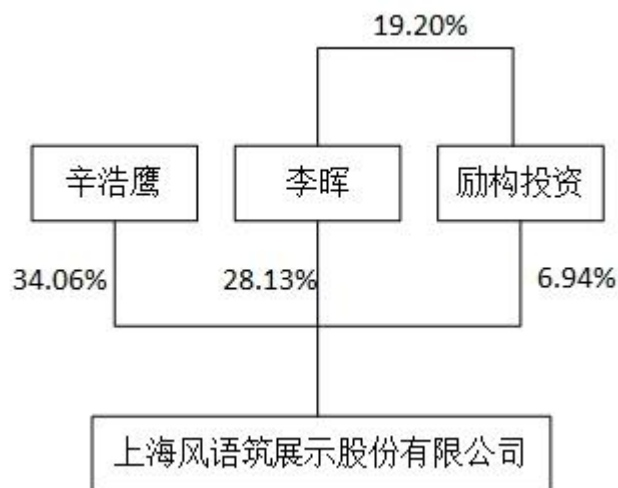 19.20%
辛浩鹰
李晖
励构投资
34.06%
28.13%
6.94%
上海风语筑展示股份有限公司